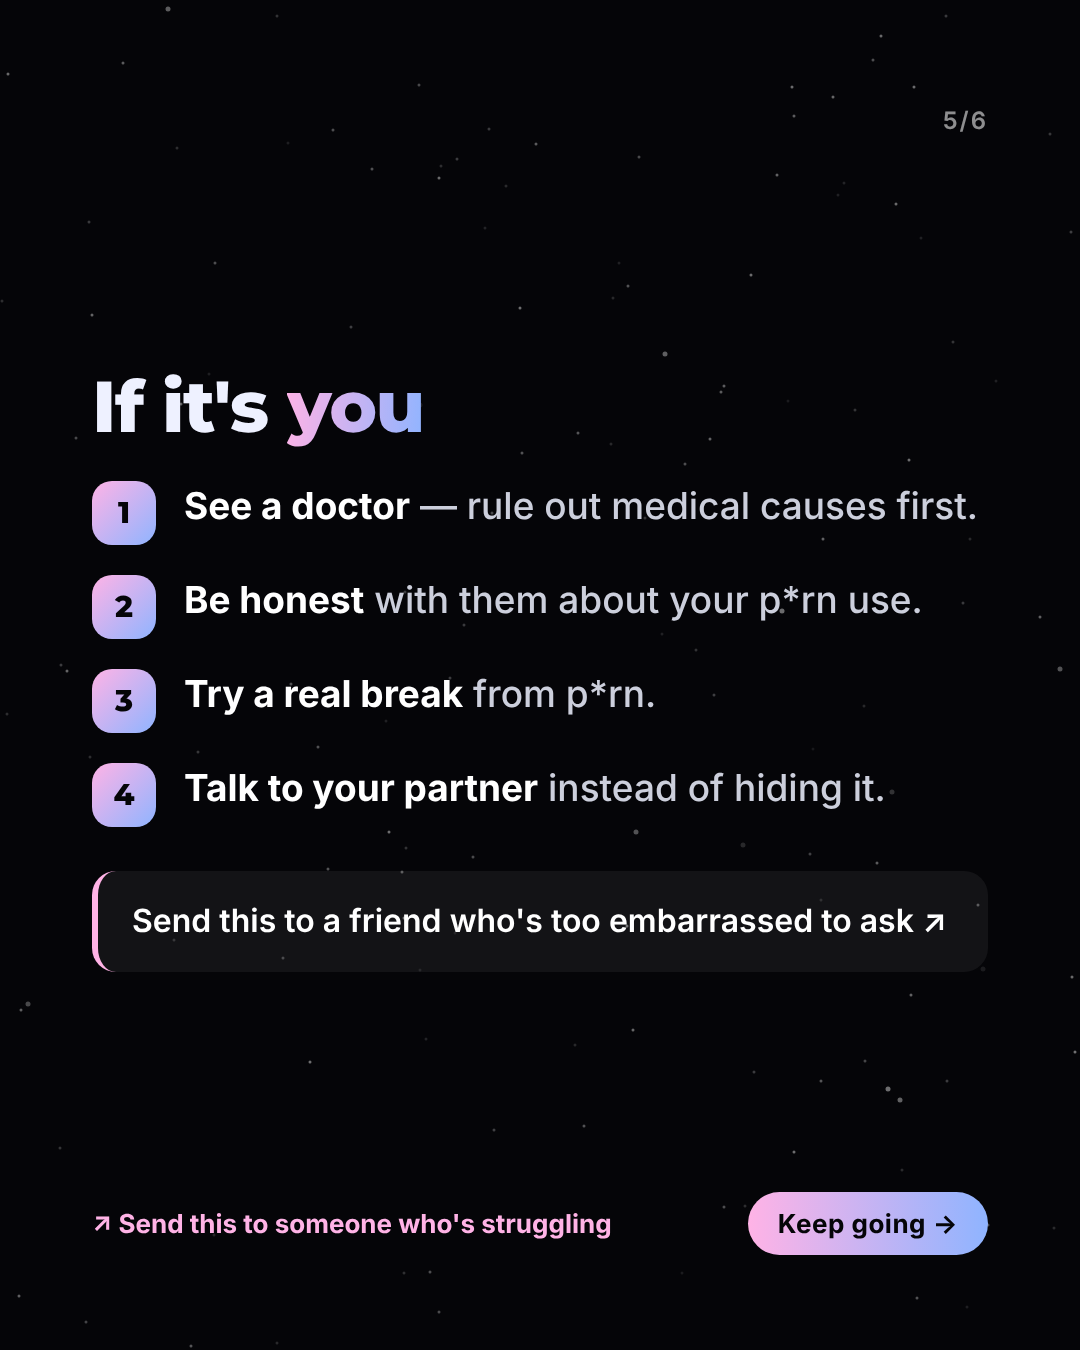 5/6
If it's you
1 See a doctor — rule out medical causes first.
2 Be honest with them about your p*rn use.
3 Try a real break from p*rn.
4 Talk to your partner instead of hiding it.
Send this to a friend who's too embarrassed to ask ↗
↗ Send this to someone who's struggling
Keep going →